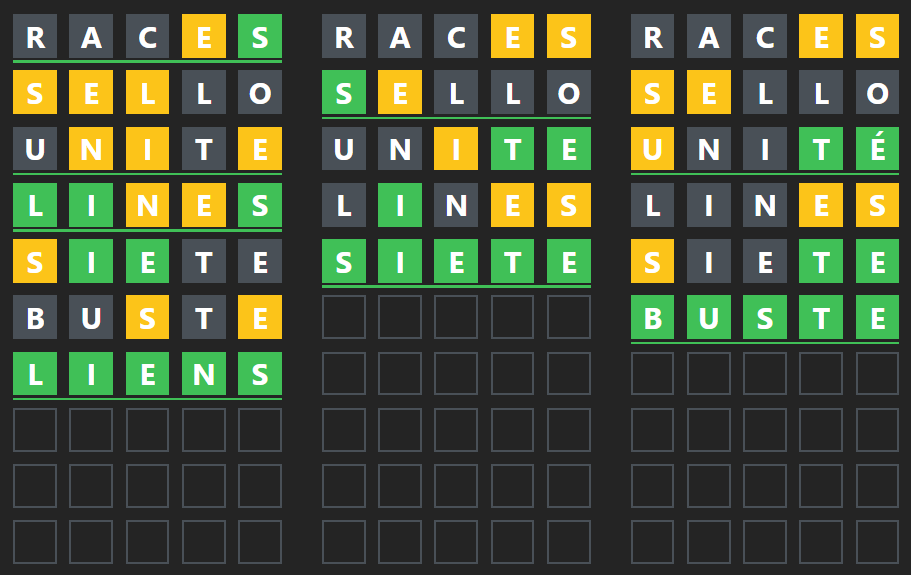 RACES RACES RACES
SELLO SELLO SELLO
UNITE UNITE UNITÉ
LINES LINES LINES
SIETE SIETE SIETE
BUSTE BUSTE
LIENS